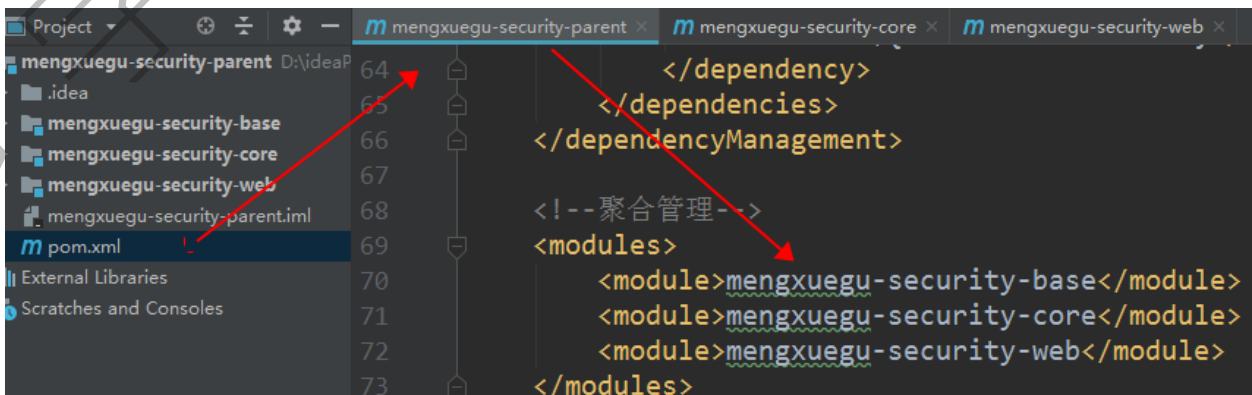 Project
mengxuegu-security-parent
mengxuegu-security-core
mengxuegu-security-web
mengxuegu-security-parent D:\ideaP
.idea
mengxuegu-security-base
mengxuegu-security-core
mengxuegu-security-web
mengxuegu-security-parent.iml
pom.xml
External Libraries
Scratches and Consoles
64 </dependency>
65 </dependencies>
66 </dependencyManagement>
67
68 <!--聚合管理-->
69 <modules>
70 <module>mengxuegu-security-base</module>
71 <module>mengxuegu-security-core</module>
72 <module>mengxuegu-security-web</module>
73 </modules>